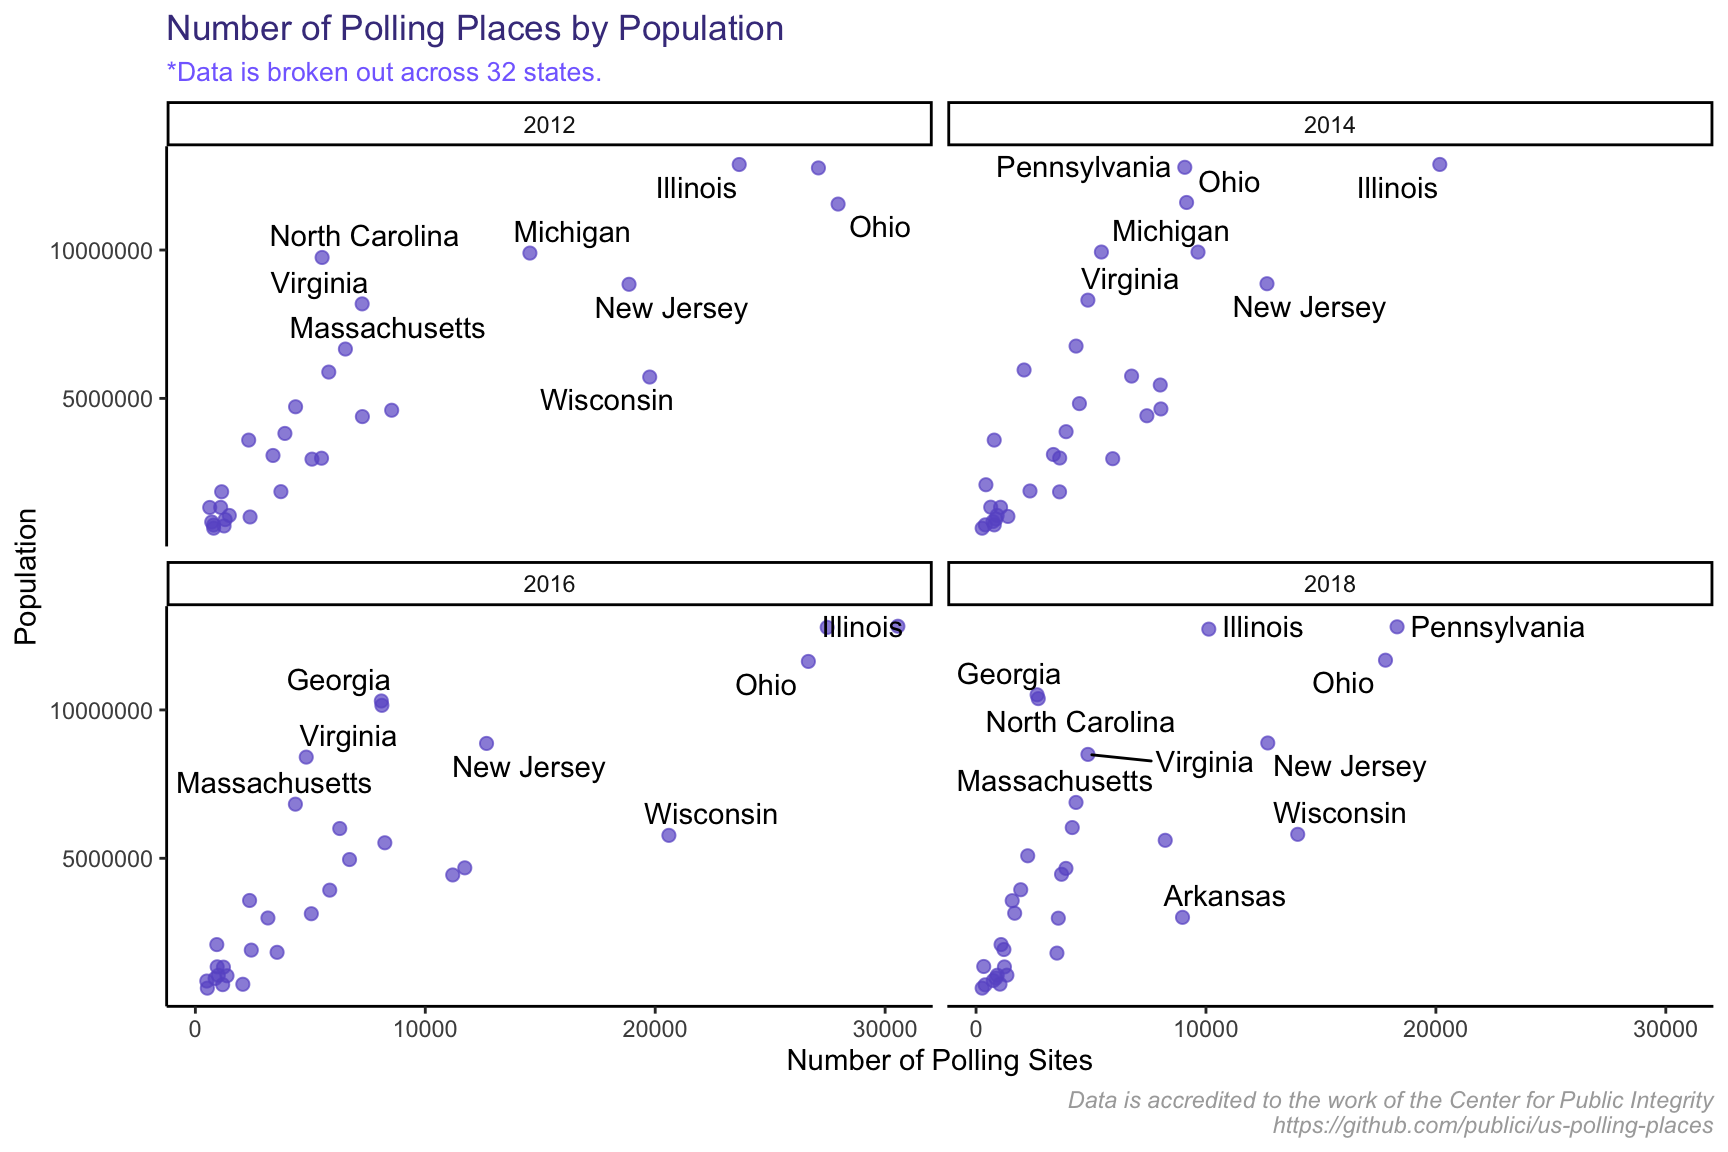 Number of Polling Places by Population
*Data is broken out across 32 states.
2012
2014
Illinois
Ohio
North Carolina
Michigan
Virginia
New Jersey
Massachusetts
Wisconsin
Pennsylvania
Ohio
Illinois
Michigan
Virginia
New Jersey
10000000
5000000
Population
2016
2018
Illinois
Ohio
Georgia
Virginia
New Jersey
Massachusetts
Wisconsin
Illinois
Pennsylvania
Ohio
Georgia
North Carolina
Virginia
New Jersey
Massachusetts
Wisconsin
Arkansas
10000000
5000000
0 10000 20000 30000
0 10000 20000 30000
Number of Polling Sites
Data is accredited to the work of the Center for Public Integrity
https://github.com/publici/us-polling-places